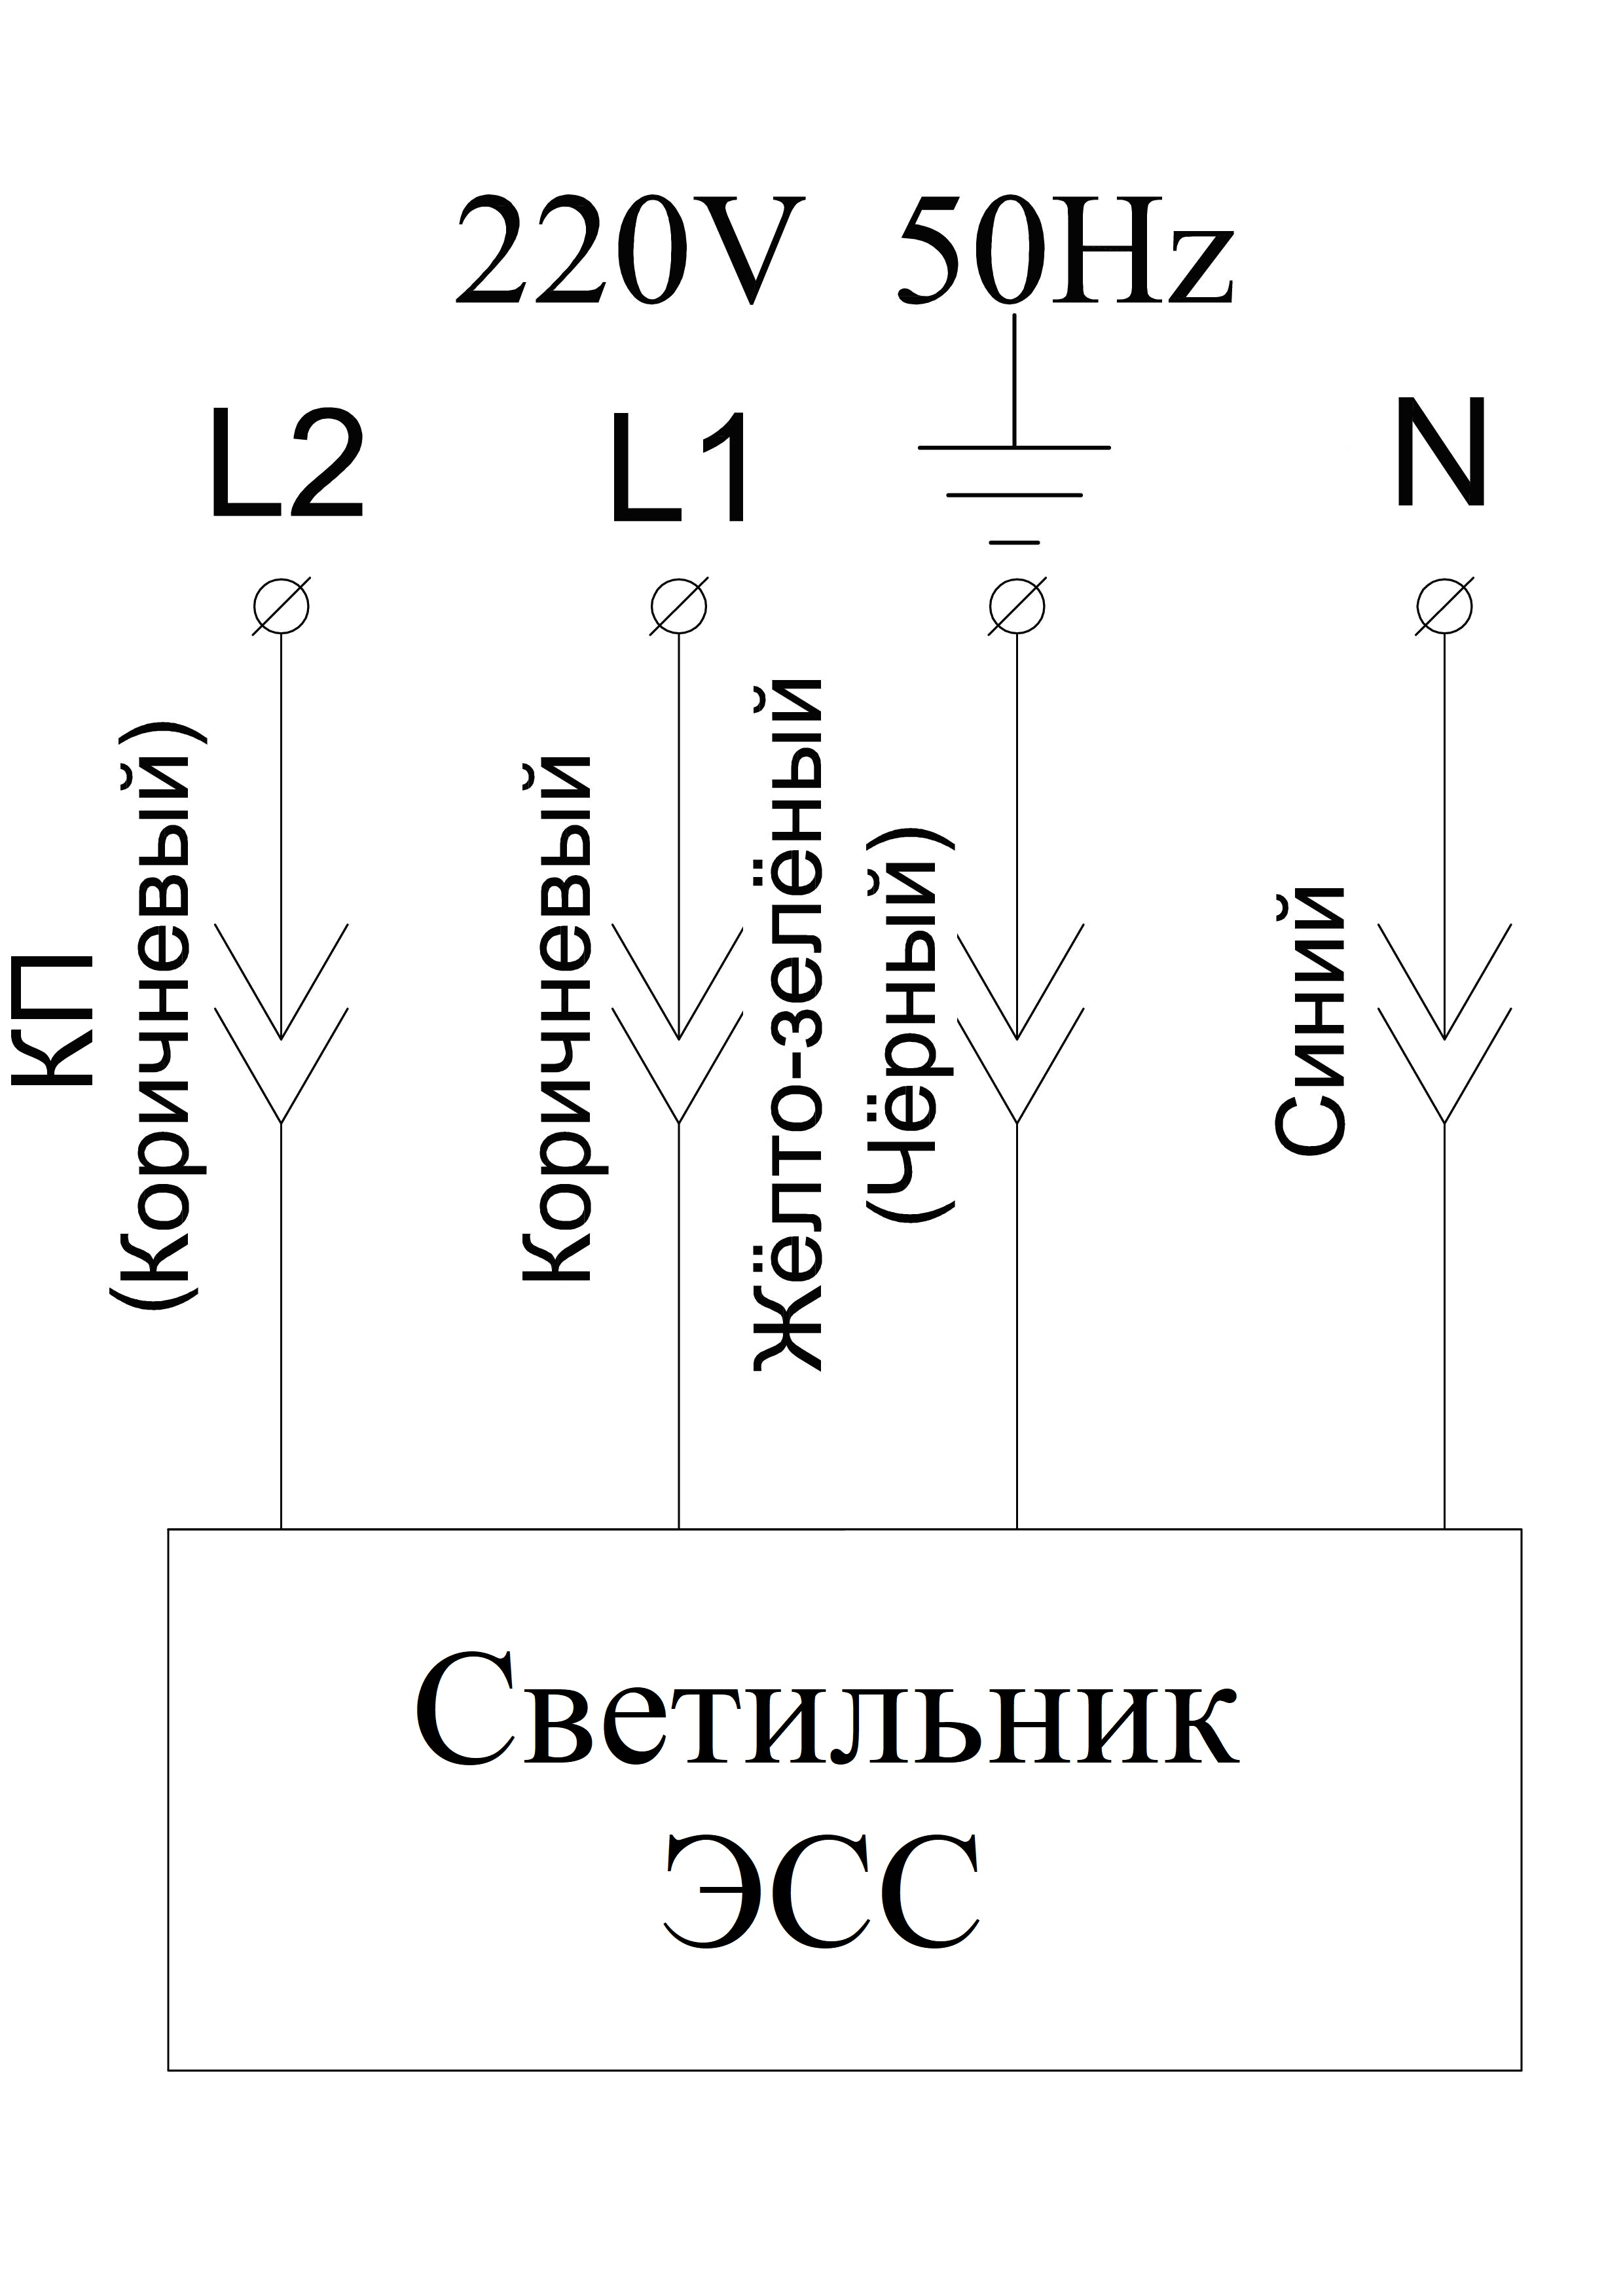 220V 50Hz
L2
L1
N
КП
(Коричневый)
Коричневый
Жёлто-зелёный
(Чёрный)
Синий
Светильник
ЭСС